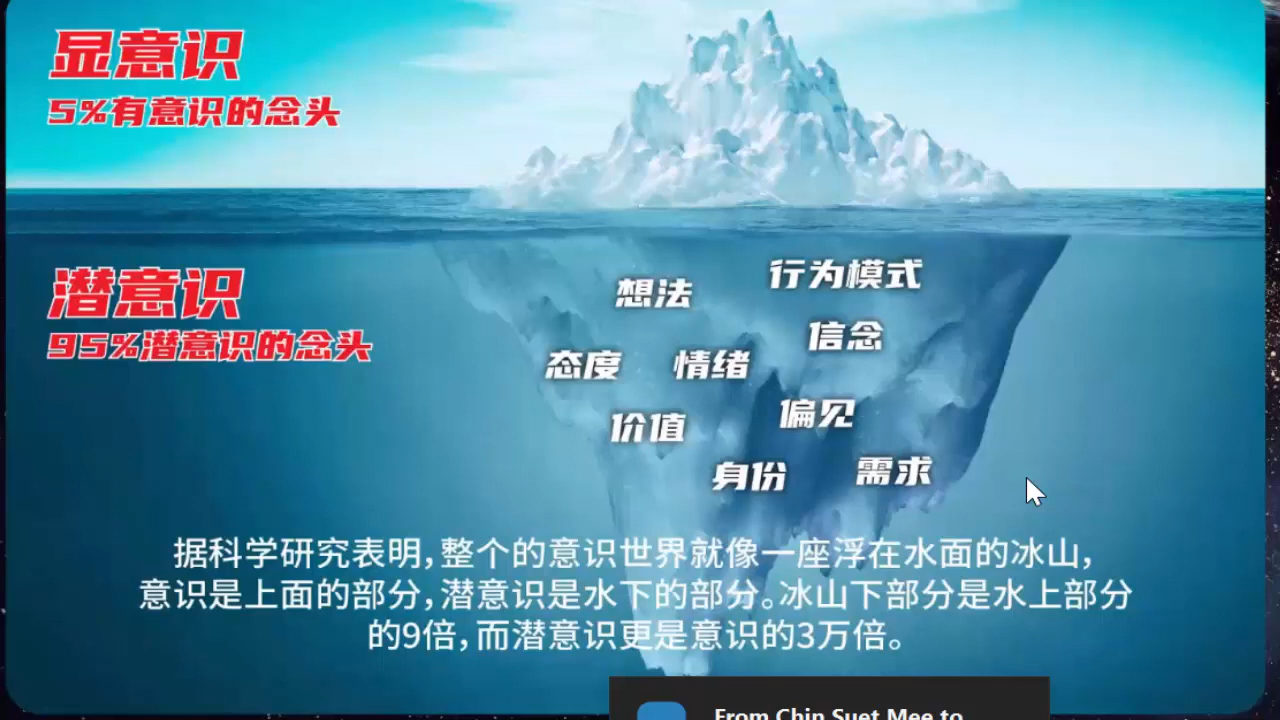 显意识
5%有意识的念头
潜意识
95%潜意识的念头
想法
行为模式
信念
态度
情绪
价值
偏见
身份
需求
据科学研究表明，整个的意识世界就像一座浮在水面的冰山，
意识是上面的部分，潜意识是水下的部分。冰山下部分是水上部分
的9倍，而潜意识更是意识的3万倍。
From Chin Suet Mee to